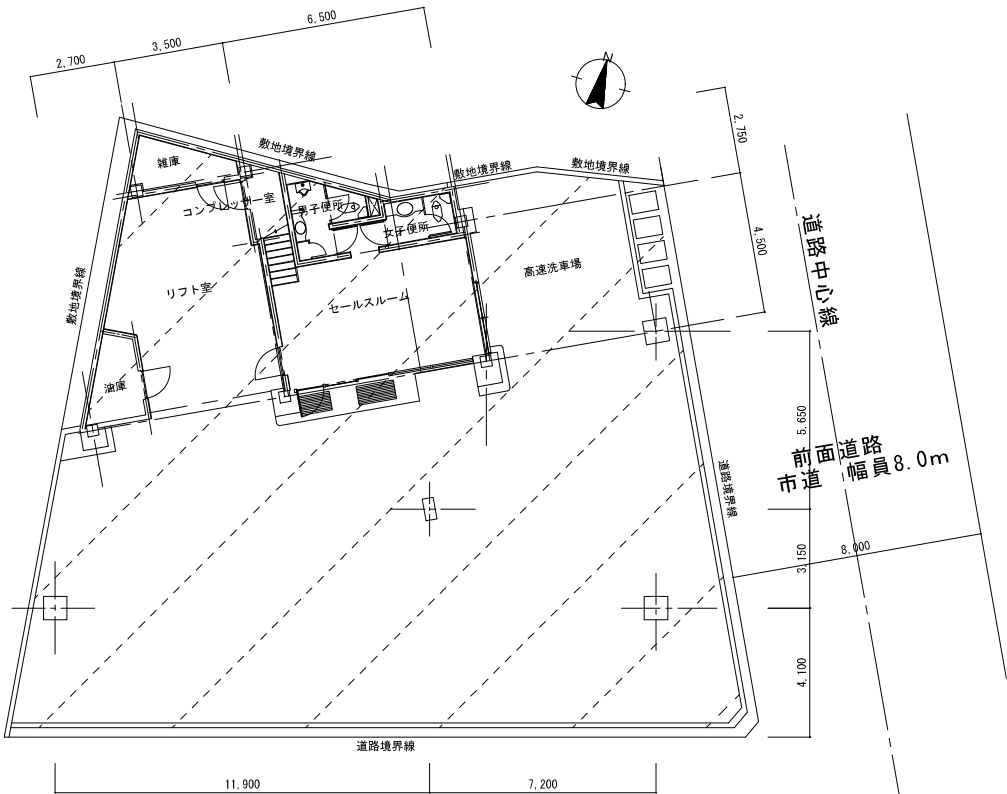 6,500
3,500
2,700
N
2,750
敷地境界線
敷地境界線
敷地境界線
雑庫
コンプレッサー室
男子便所
女子便所
4,500
道路中心線
高速洗車場
敷地境界線
リフト室
セールスルーム
油庫
5,650
前面道路
市道 幅員8.0m
道路境界線
8,000
3,150
4,100
道路境界線
11,900
7,200